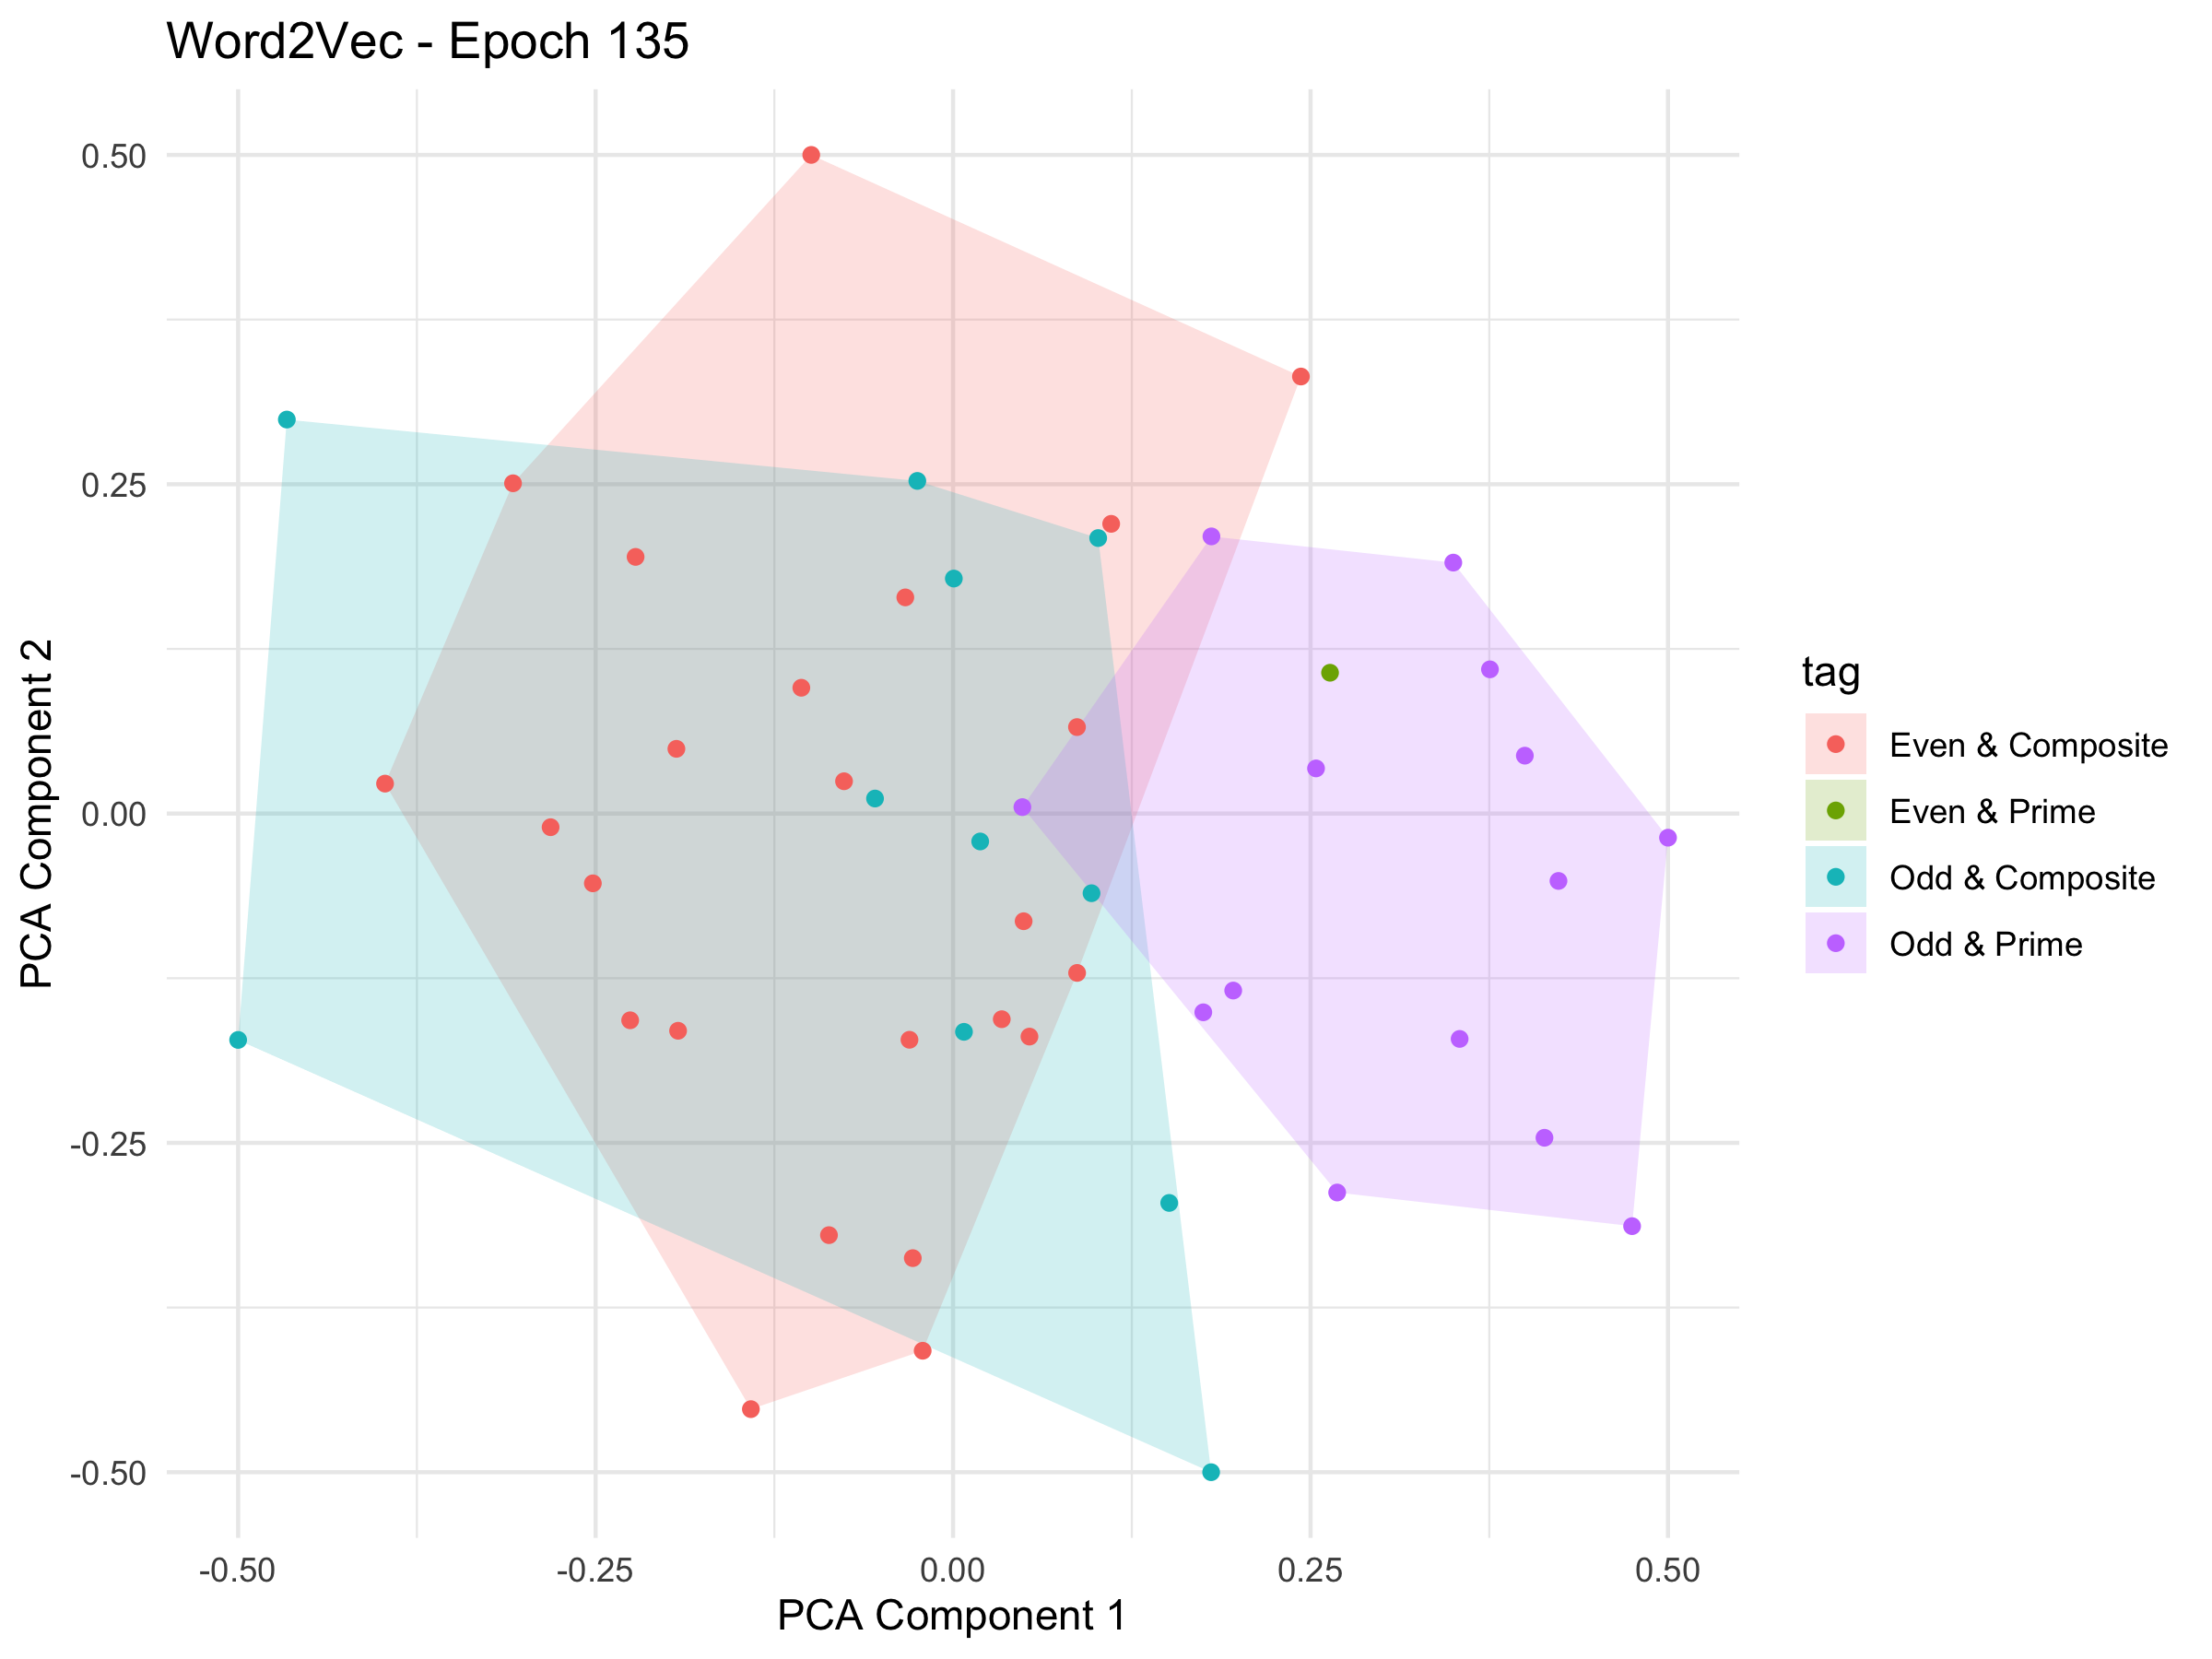 Word2Vec - Epoch 135
0.50
0.25
0.00
-0.25
-0.50
PCA Component 2
-0.50
-0.25
0.00
0.25
0.50
PCA Component 1
tag
Even & Composite
Even & Prime
Odd & Composite
Odd & Prime